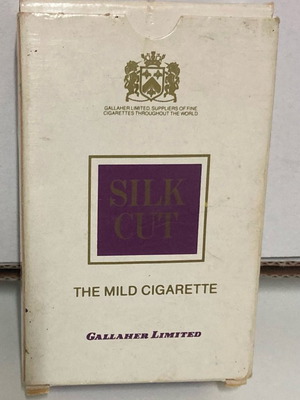 GALLAHER LIMITED, SUPPLIERS OF FINE
CIGARETTES THROUGHOUT THE WORLD
SILK
CUT
THE MILD CIGARETTE
GALLAHER LIMITED